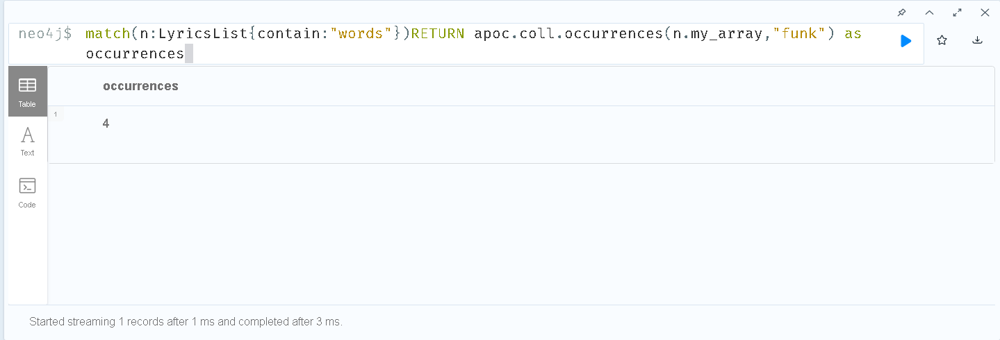 neo4j$ match(n:LyricsList{contain:"words"})RETURN apoc.coll.occurrences(n.my_array,"funk") as
occurrences
Table
occurrences
1
4
A
Text
Code
Started streaming 1 records after 1 ms and completed after 3 ms.